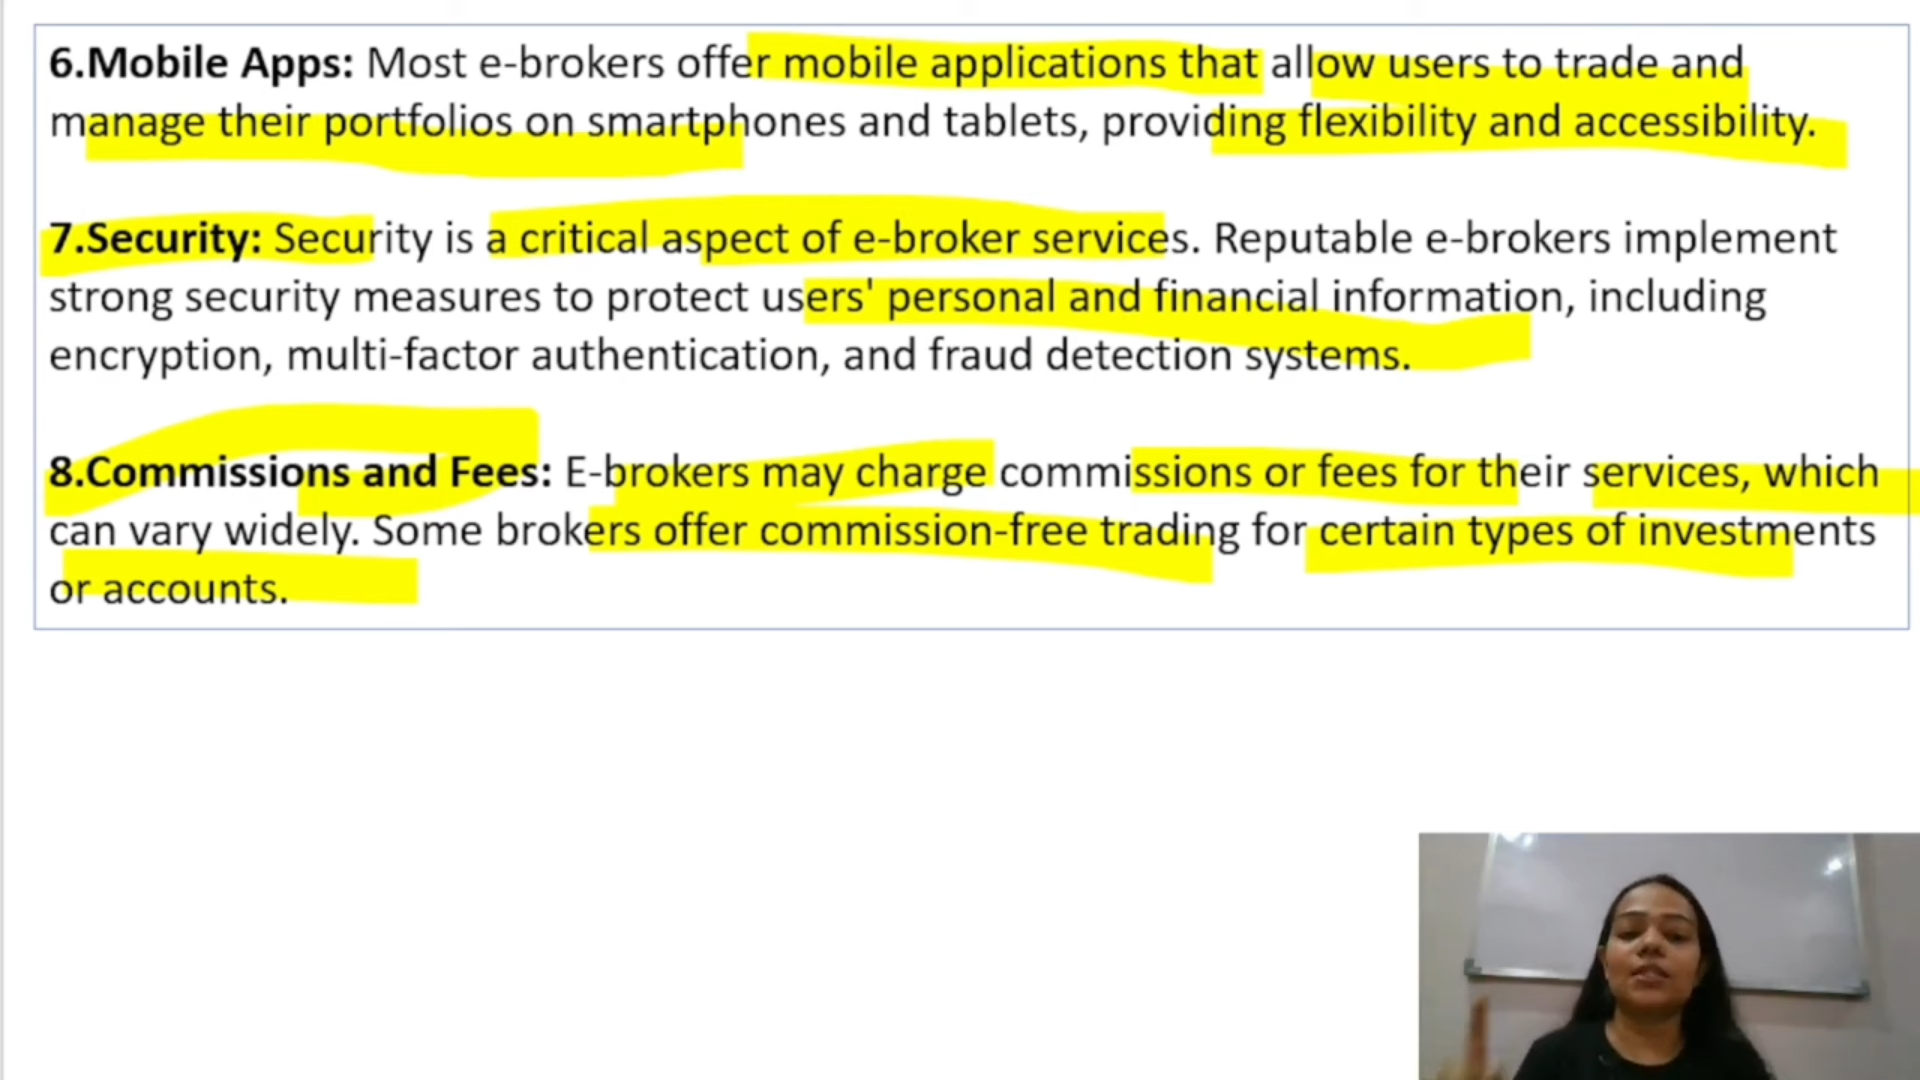 6.Mobile Apps: Most e-brokers offer mobile applications that allow users to trade and
manage their portfolios on smartphones and tablets, providing flexibility and accessibility.
7.Security: Security is a critical aspect of e-broker services. Reputable e-brokers implement
strong security measures to protect users' personal and financial information, including
encryption, multi-factor authentication, and fraud detection systems.
8.Commissions and Fees: E-brokers may charge commissions or fees for their services, which
can vary widely. Some brokers offer commission-free trading for certain types of investments
or accounts.